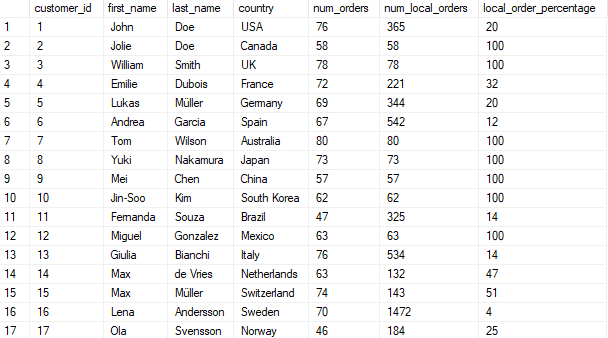 customer_id first_name last_name country num_orders num_local_orders local_order_percentage
1 1 John Doe USA 76 365 20
2 2 Jolie Doe Canada 58 58 100
3 3 William Smith UK 78 78 100
4 4 Emilie Dubois France 72 221 32
5 5 Lukas Müller Germany 69 344 20
6 6 Andrea Garcia Spain 67 542 12
7 7 Tom Wilson Australia 80 80 100
8 8 Yuki Nakamura Japan 73 73 100
9 9 Mei Chen China 57 57 100
10 10 Jin-Soo Kim South Korea 62 62 100
11 11 Fernanda Souza Brazil 47 325 14
12 12 Miguel Gonzalez Mexico 63 63 100
13 13 Giulia Bianchi Italy 76 534 14
14 14 Max de Vries Netherlands 63 132 47
15 15 Max Müller Switzerland 74 143 51
16 16 Lena Andersson Sweden 70 1472 4
17 17 Ola Svensson Norway 46 184 25